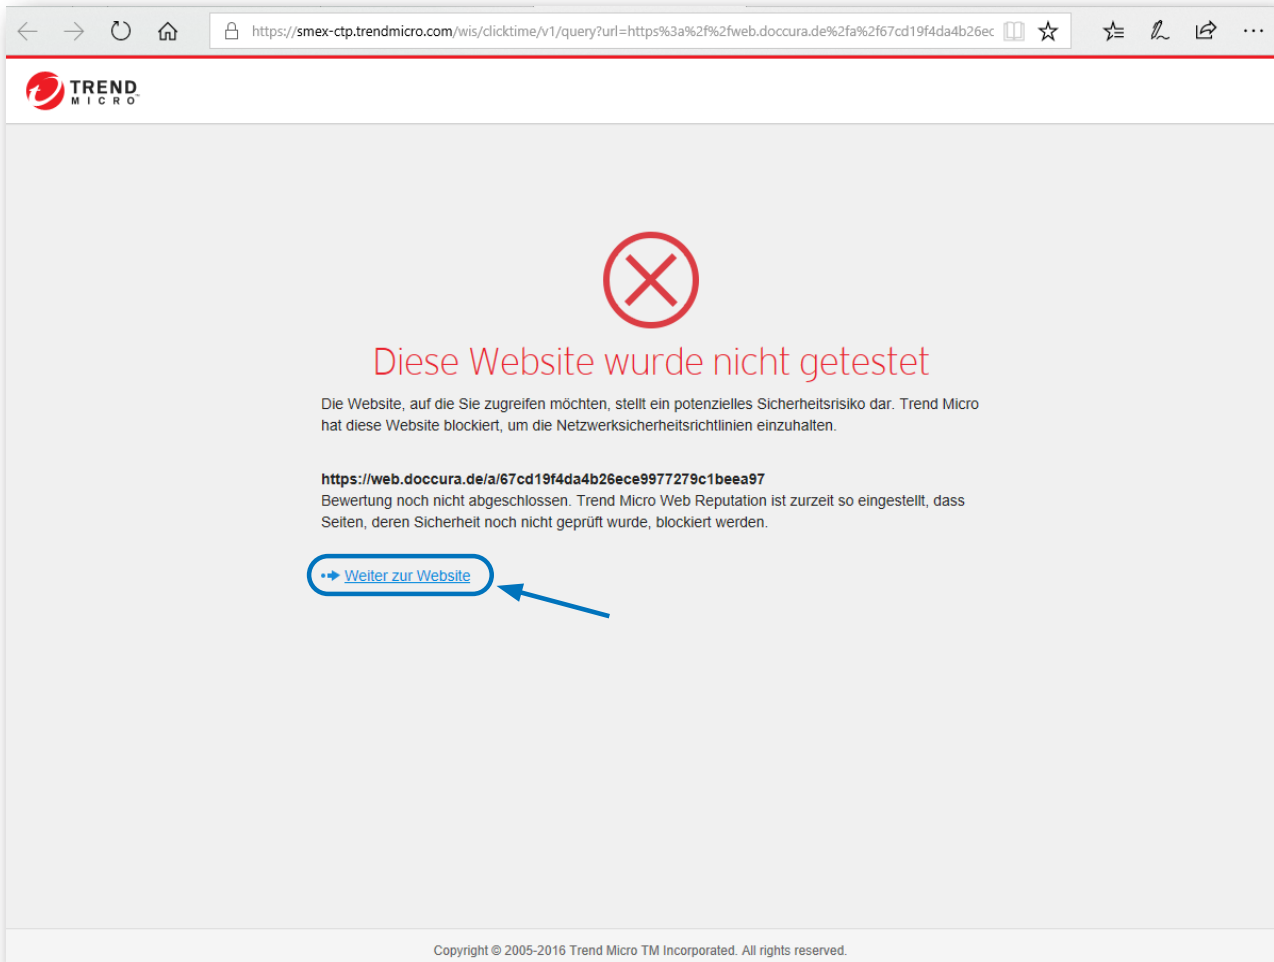 https://smex-ctp.trendmicro.com/wis/clicktime/v1/query?url=https%3a%2f%2fweb.doccura.de%2fa%2f67cd19f4da4b26ec
TREND
MICRO
Diese Website wurde nicht getestet
Die Website, auf die Sie zugreifen möchten, stellt ein potenzielles Sicherheitsrisiko dar. Trend Micro
hat diese Website blockiert, um die Netzwerksicherheitsrichtlinien einzuhalten.
https://web.doccura.de/a/67cd19f4da4b26ece9977279c1beea97
Bewertung noch nicht abgeschlossen. Trend Micro Web Reputation ist zurzeit so eingestellt, dass
Seiten, deren Sicherheit noch nicht geprüft wurde, blockiert werden.
Weiter zur Website
Copyright © 2005-2016 Trend Micro TM Incorporated. All rights reserved.